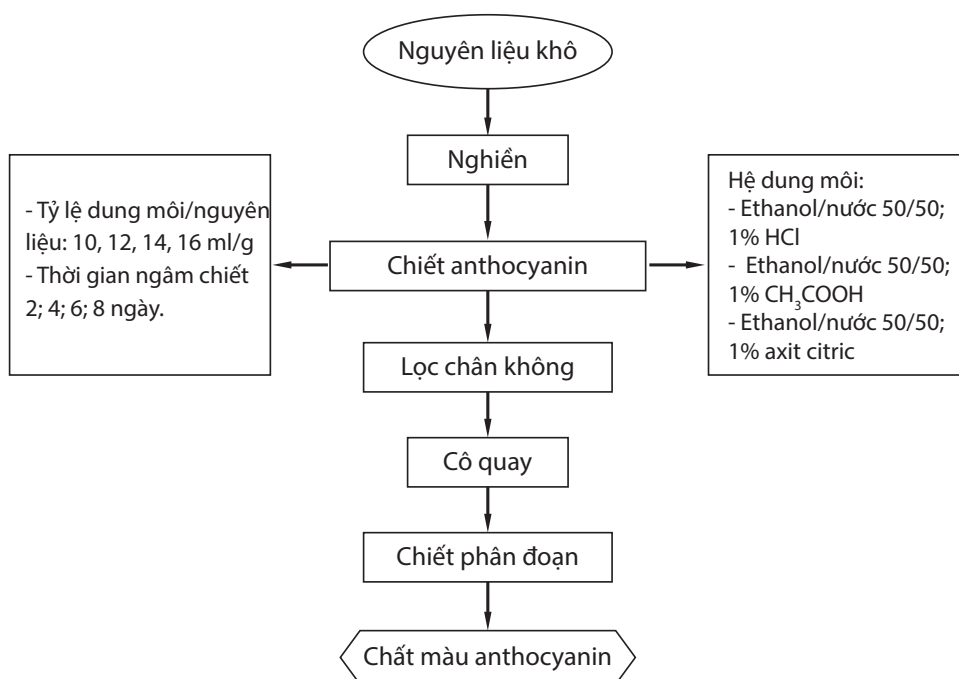 Nguyên liệu khô
Nghiền
- Tỷ lệ dung môi/nguyên
liệu: 10, 12, 14, 16 ml/g
- Thời gian ngâm chiết
2; 4; 6; 8 ngày.
Chiết anthocyanin
Hệ dung môi:
- Ethanol/nước 50/50;
1% HCl
- Ethanol/nước 50/50;
1% CH₃COOH
- Ethanol/nước 50/50;
1% axit citric
Lọc chân không
Cô quay
Chiết phân đoạn
Chất màu anthocyanin